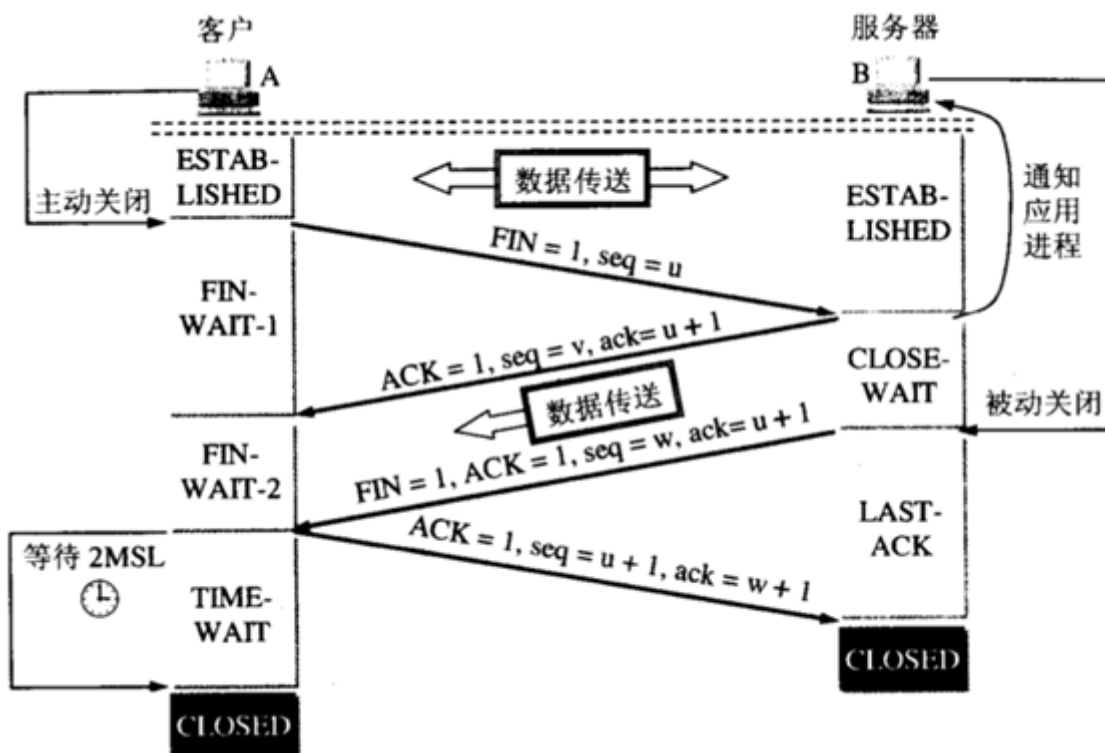 客户
服务器
A
B
ESTAB-
LISHED
数据传送
主动关闭
ESTAB-
LISHED
通知
应用
进程
FIN = 1, seq = u
FIN-
WAIT-1
ACK = 1, seq = v, ack= u + 1
CLOSE-
WAIT
数据传送
被动关闭
FIN-
WAIT-2
FIN = 1, ACK = 1, seq = w, ack= u + 1
LAST-
ACK
ACK = 1, seq = u + 1, ack = w + 1
等待 2MSL
TIME-
WAIT
CLOSED
CLOSED